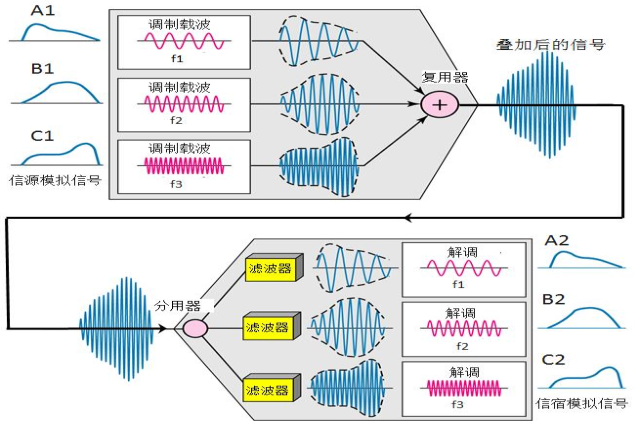 A1
调制载波
f1
B1
调制载波
f2
C1
调制载波
f3
信源模拟信号
复用器
+
叠加后的信号
分用器
滤波器
滤波器
滤波器
解调
f1
解调
f2
解调
f3
A2
B2
C2
信宿模拟信号